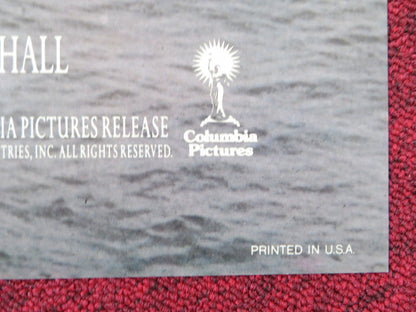 HALL
IA PICTURES RELEASE
TRIES, INC. ALL RIGHTS RESERVED.
Columbia
Pictures
PRINTED IN U.S.A.